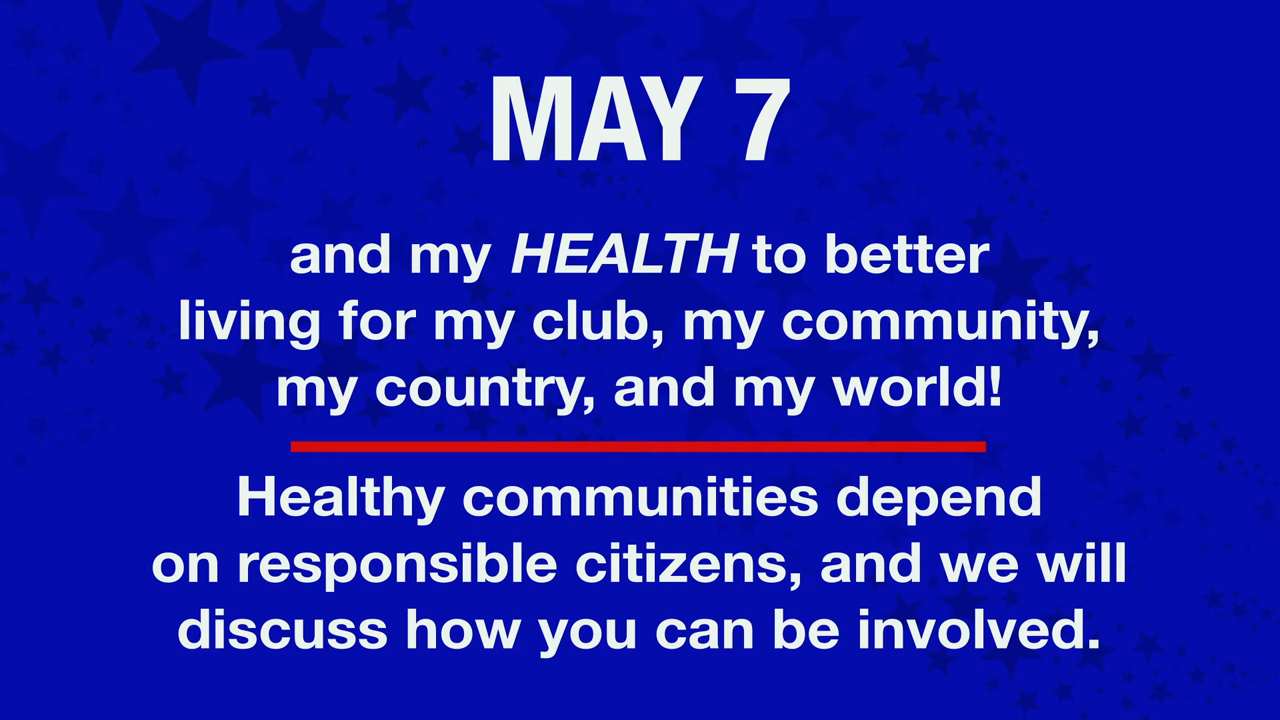 MAY 7
and my HEALTH to better
living for my club, my community,
my country, and my world!
Healthy communities depend
on responsible citizens, and we will
discuss how you can be involved.